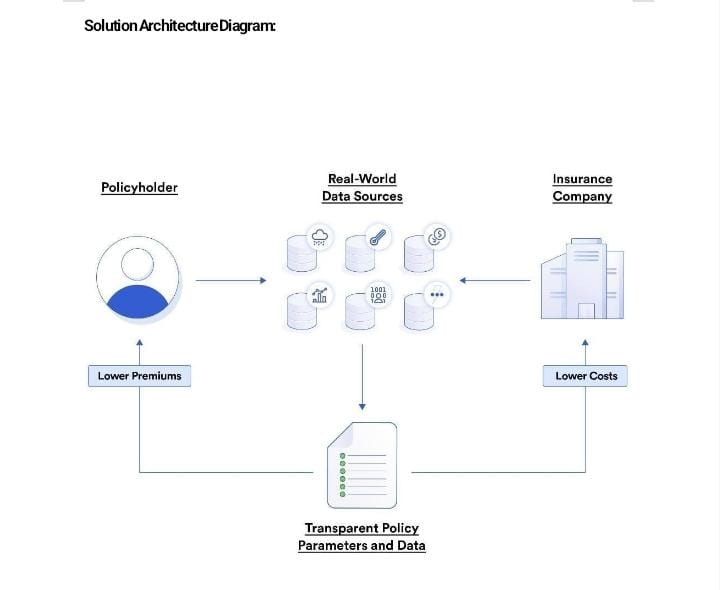 Solution Architecture Diagram:
Policyholder
Real-World
Data Sources
Insurance
Company
1001
Lower Premiums
Lower Costs
Transparent Policy
Parameters and Data